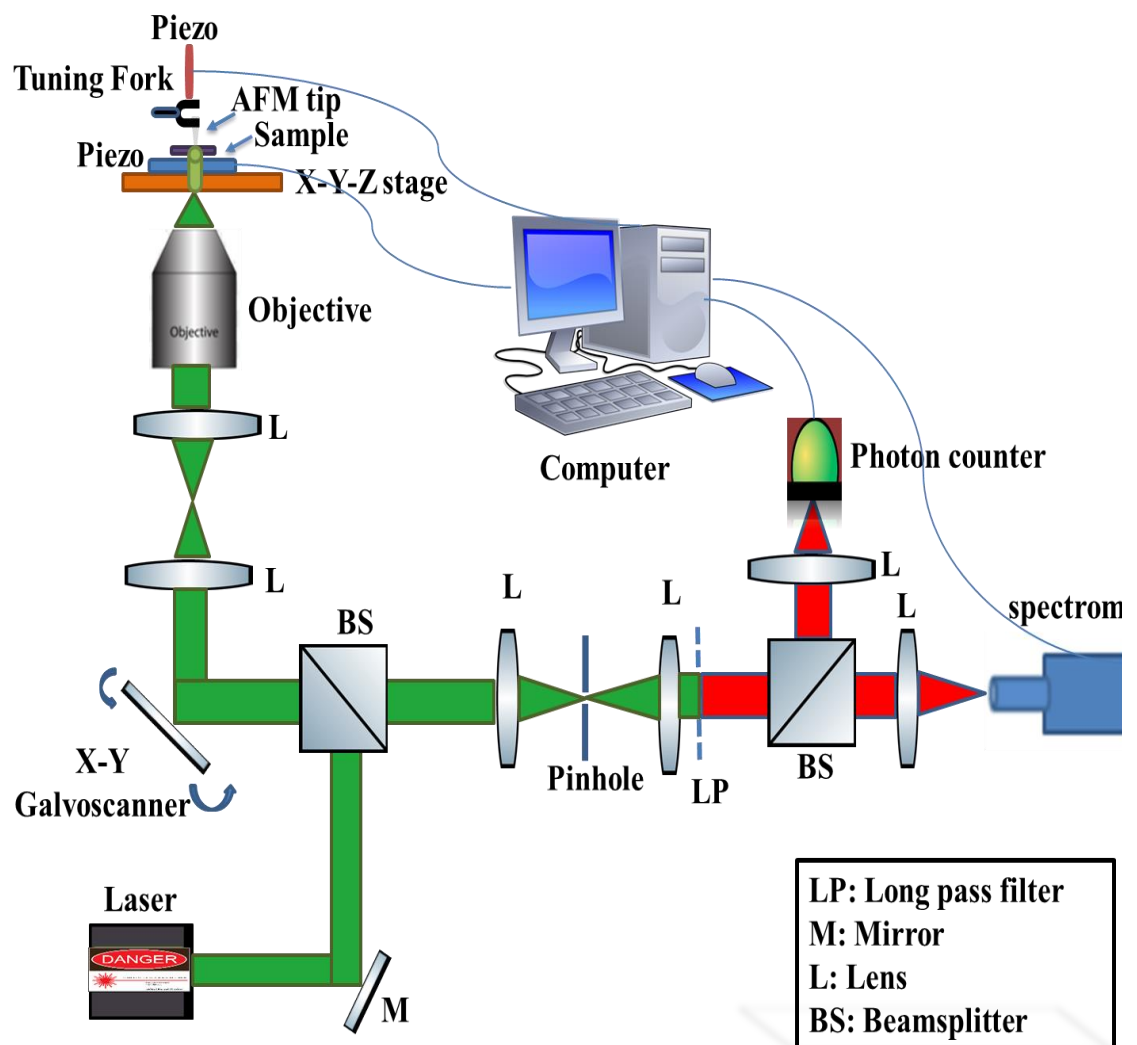 Piezo
Tuning Fork
AFM tip
Sample
Piezo
X-Y-Z stage
Objective
Objective
L
Computer
Photon counter
L
L
L
L
L
spectrom
BS
X-Y
Galvoscanner
Pinhole
LP
BS
Laser
DANGER
M
LP: Long pass filter
M: Mirror
L: Lens
BS: Beamsplitter